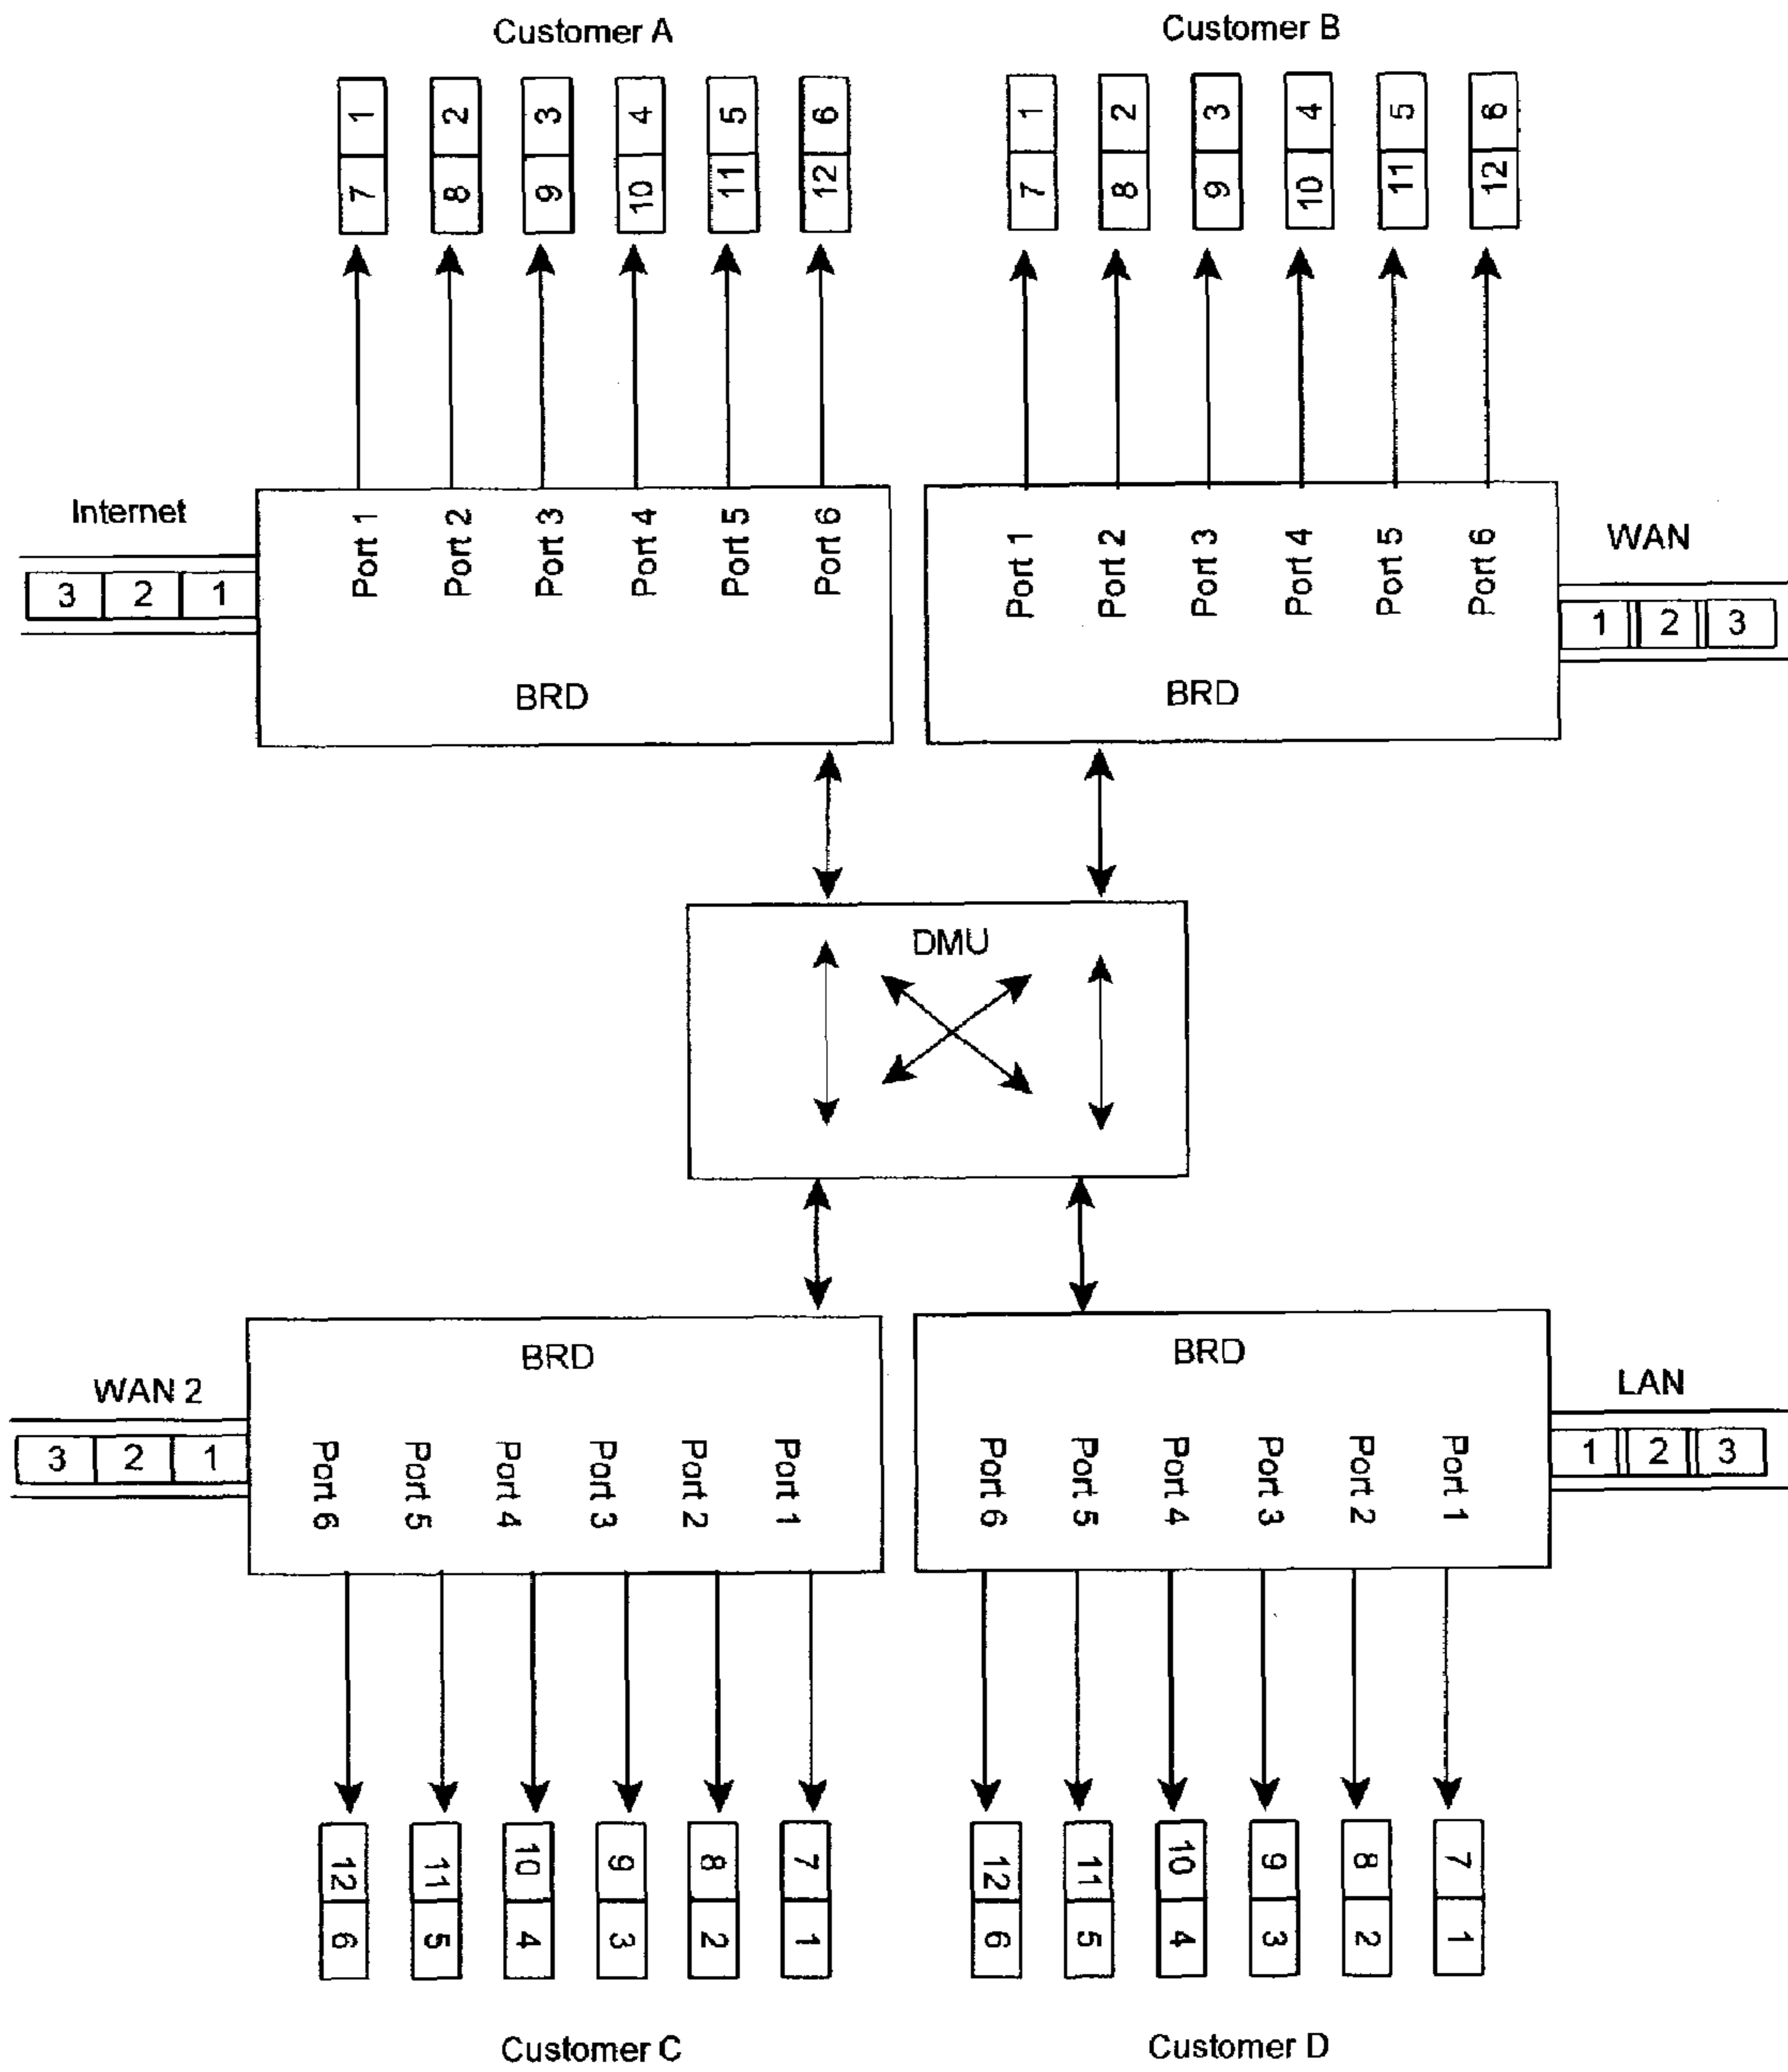 Customer A
Customer B
1 2 3 4 5 6
7 8 9 10 11 12
1 2 3 4 5 6
7 8 9 10 11 12
Internet
3 2 1
Port 1 Port 2 Port 3 Port 4 Port 5 Port 6
BRD
Port 1 Port 2 Port 3 Port 4 Port 5 Port 6
BRD
WAN
1 2 3
DMU
WAN 2
3 2 1
BRD
Port 6 Port 5 Port 4 Port 3 Port 2 Port 1
BRD
Port 6 Port 5 Port 4 Port 3 Port 2 Port 1
LAN
1 2 3
12 11 10 9 8 7
6 5 4 3 2 1
12 11 10 9 8 7
6 5 4 3 2 1
Customer C
Customer D